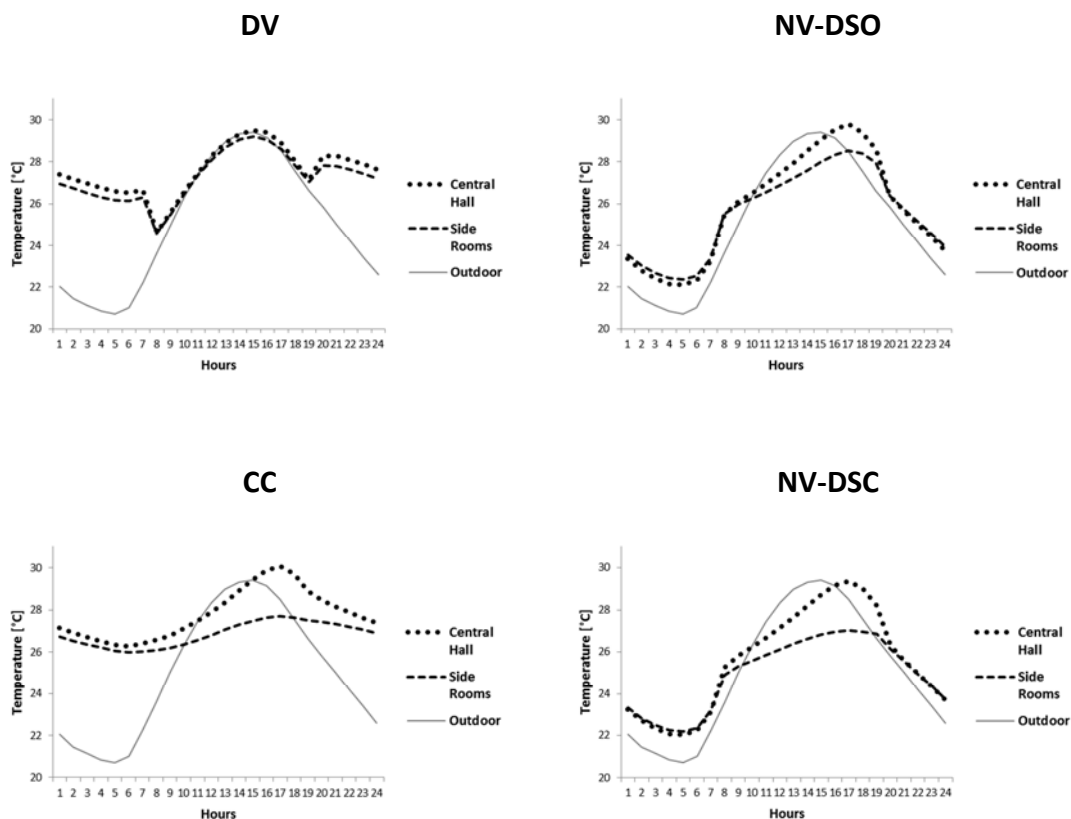 DV
NV-DSO
30
28
26
24
22
20
Temperature [°C]
1 2 3 4 5 6 7 8 9 10 11 12 13 14 15 16 17 18 19 20 21 22 23 24
Hours
Central
Hall
Side
Rooms
Outdoor
30
28
26
24
22
20
Temperature [°C]
1 2 3 4 5 6 7 8 9 10 11 12 13 14 15 16 17 18 19 20 21 22 23 24
Hours
Central
Hall
Side
Rooms
Outdoor
CC
NV-DSC
30
28
26
24
22
20
Temperature [°C]
1 2 3 4 5 6 7 8 9 10 11 12 13 14 15 16 17 18 19 20 21 22 23 24
Hours
Central
Hall
Side
Rooms
Outdoor
30
28
26
24
22
20
Temperature [°C]
1 2 3 4 5 6 7 8 9 10 11 12 13 14 15 16 17 18 19 20 21 22 23 24
Hours
Central
Hall
Side
Rooms
Outdoor